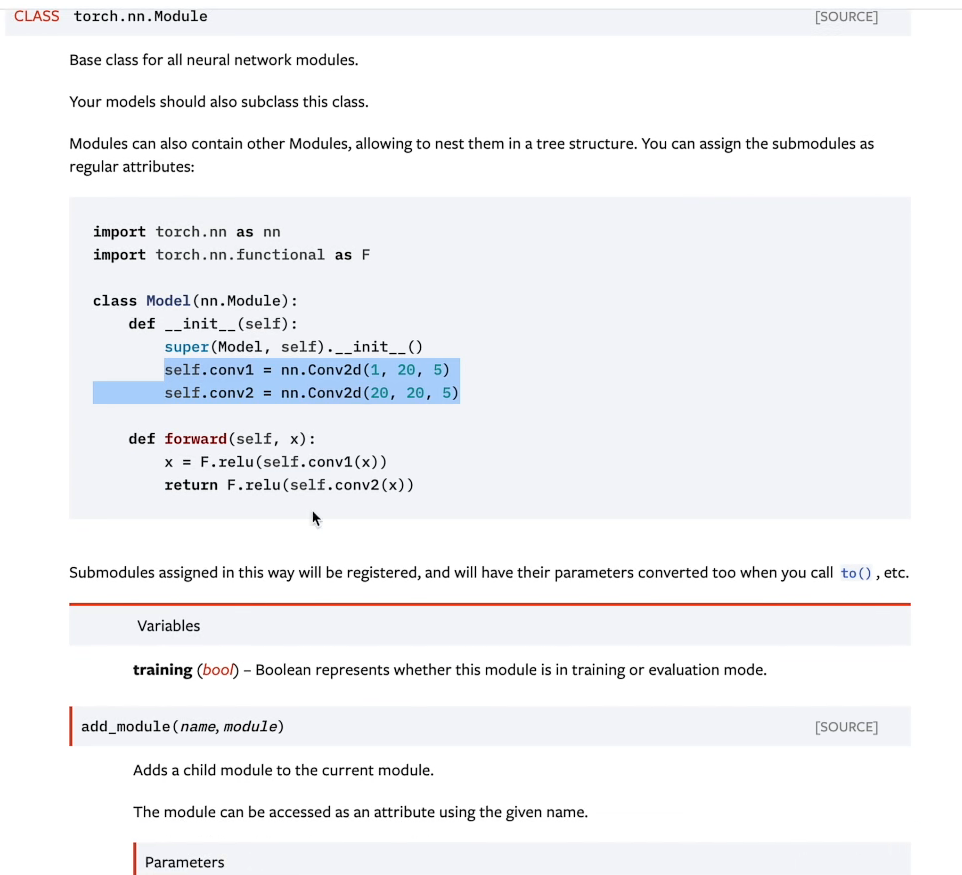 CLASS torch.nn.Module [SOURCE]
Base class for all neural network modules.
Your models should also subclass this class.
Modules can also contain other Modules, allowing to nest them in a tree structure. You can assign the submodules as
regular attributes:
import torch.nn as nn
import torch.nn.functional as F
class Model(nn.Module):
    def __init__(self):
        super(Model, self).__init__()
        self.conv1 = nn.Conv2d(1, 20, 5)
        self.conv2 = nn.Conv2d(20, 20, 5)
    def forward(self, x):
        x = F.relu(self.conv1(x))
        return F.relu(self.conv2(x))
Submodules assigned in this way will be registered, and will have their parameters converted too when you call to(), etc.
Variables
training (bool) – Boolean represents whether this module is in training or evaluation mode.
add_module(name, module) [SOURCE]
Adds a child module to the current module.
The module can be accessed as an attribute using the given name.
Parameters